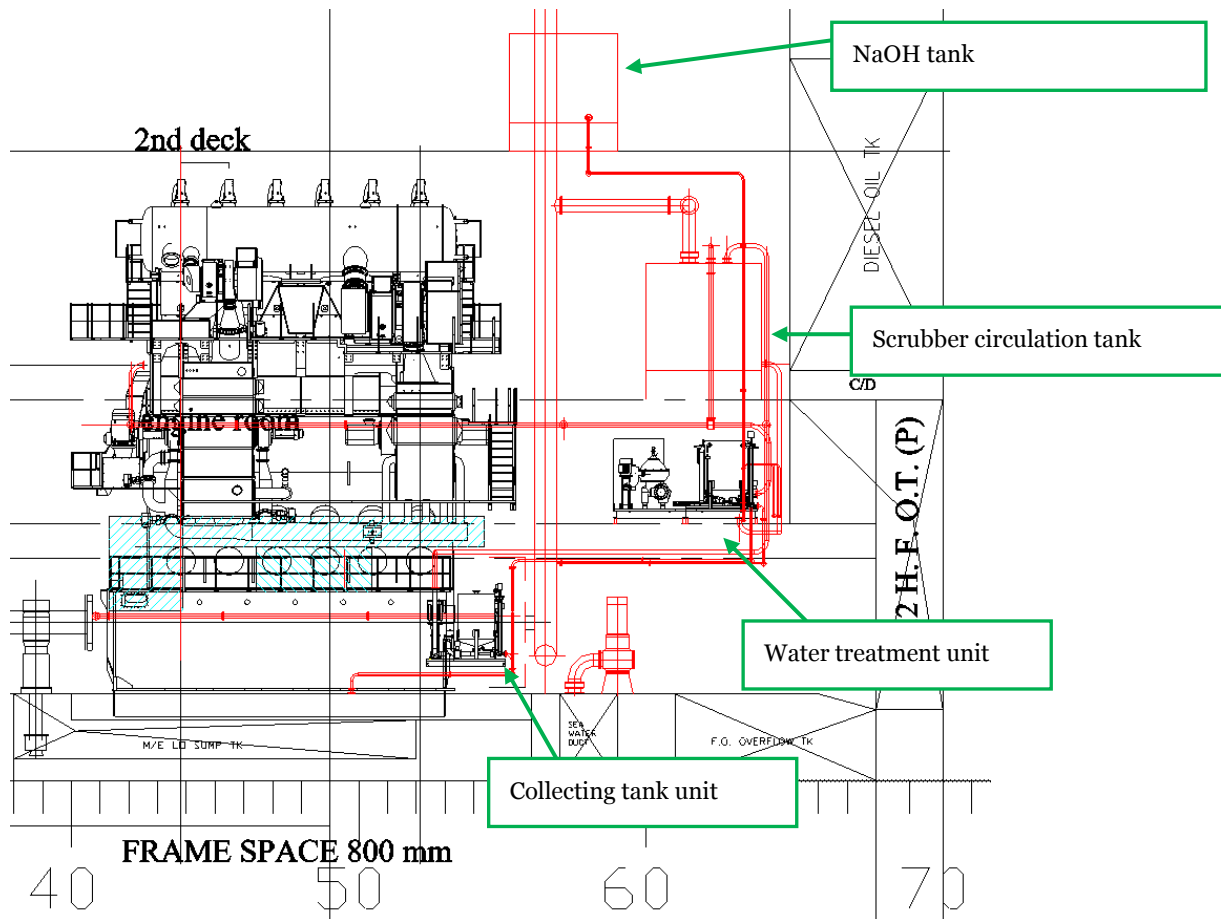 NaOH tank
2nd deck
DIESEL OIL TK
Scrubber circulation tank
C/D
engine room
2 H. F. O.T. (P)
Water treatment unit
SEA
WATER
DUCT
M/E LO SUMP TK
F.O. OVERFLOW TK
Collecting tank unit
FRAME SPACE 800 mm
40
50
60
70